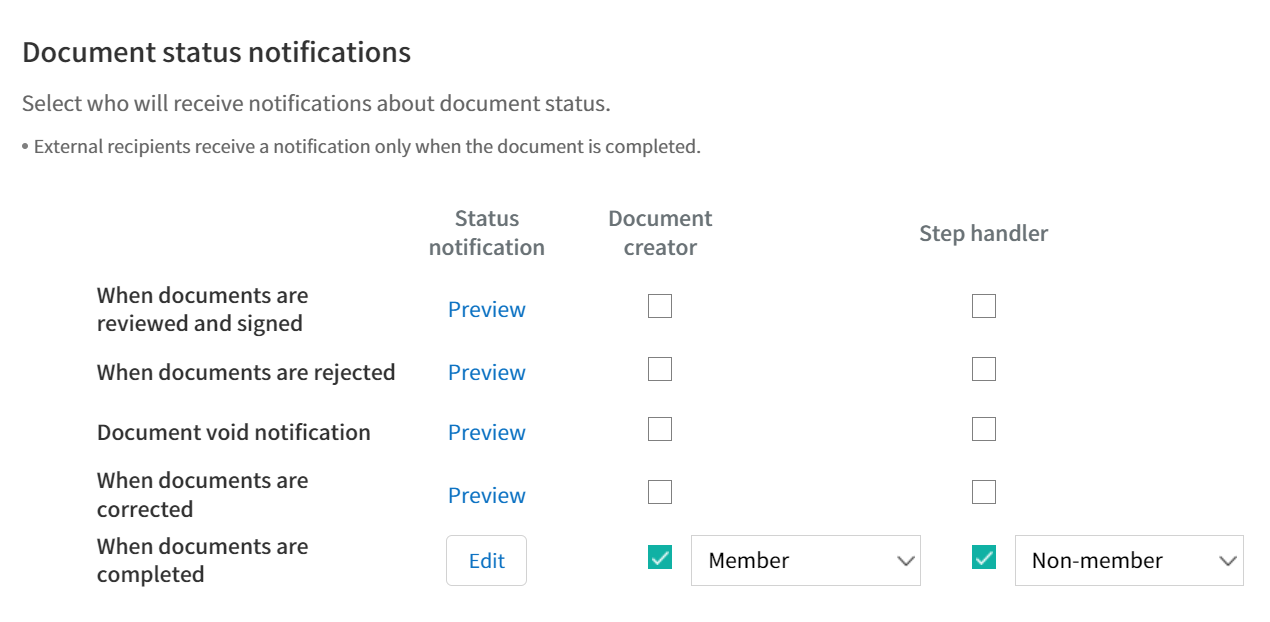 Document status notifications
Select who will receive notifications about document status.
• External recipients receive a notification only when the document is completed.
Status notification
Document creator
Step handler
When documents are
reviewed and signed
Preview
When documents are rejected
Preview
Document void notification
Preview
When documents are
corrected
Preview
When documents are
completed
Edit
Member
Non-member